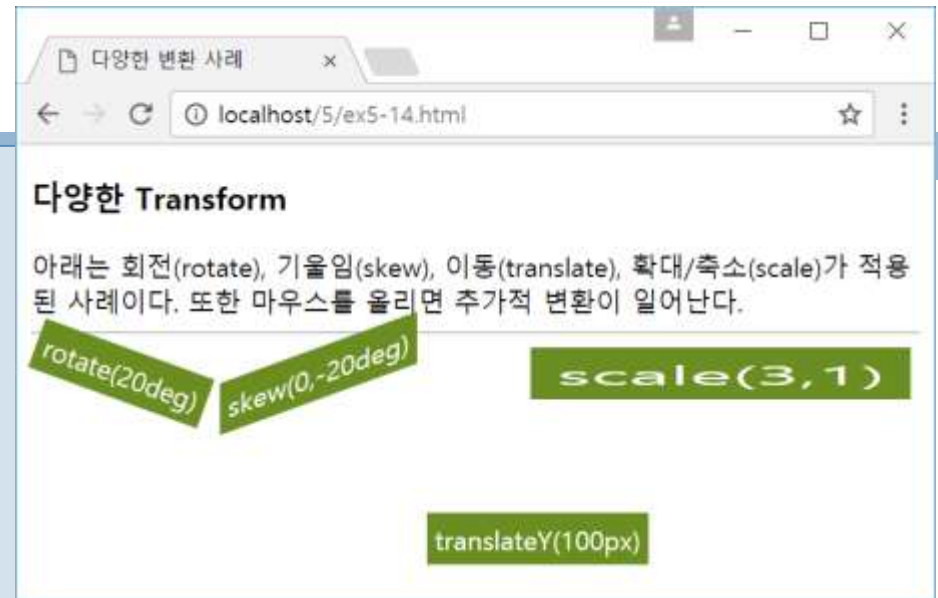 다양한 변환 사례
localhost/5/ex5-14.html
다양한 Transform
아래는 회전(rotate), 기울임(skew), 이동(translate), 확대/축소(scale)가 적용
된 사례이다. 또한 마우스를 올리면 추가적 변환이 일어난다.
rotate(20deg)
skew(0,-20deg)
scale(3,1)
translateY(100px)